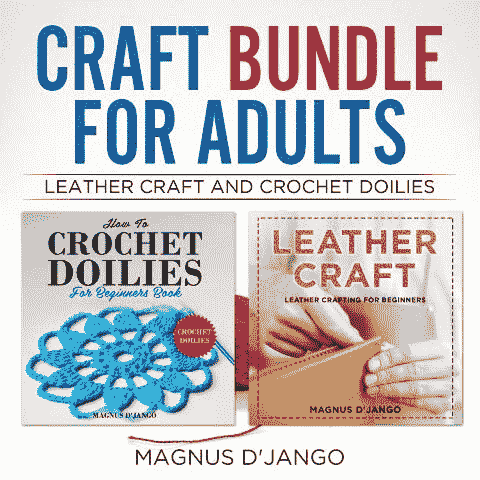 CRAFT BUNDLE
FOR ADULTS
LEATHER CRAFT AND CROCHET DOILIES
How To
CROCHET
DOILIES
For Beginners Book
CROCHET
DOILIES
MAGNUS D'JANGO
LEATHER
CRAFT
LEATHER CRAFTING FOR BEGINNERS
MAGNUS D'JANGO
MAGNUS D'JANGO